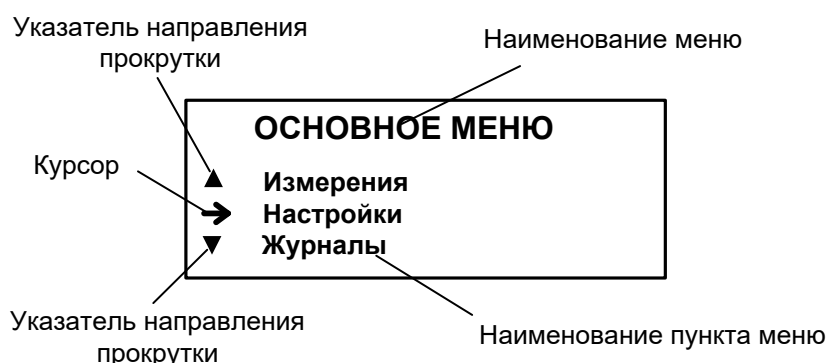 Указатель направления
прокрутки
Наименование меню
ОСНОВНОЕ МЕНЮ
Курсор
Измерения
Настройки
Журналы
Указатель направления
прокрутки
Наименование пункта меню